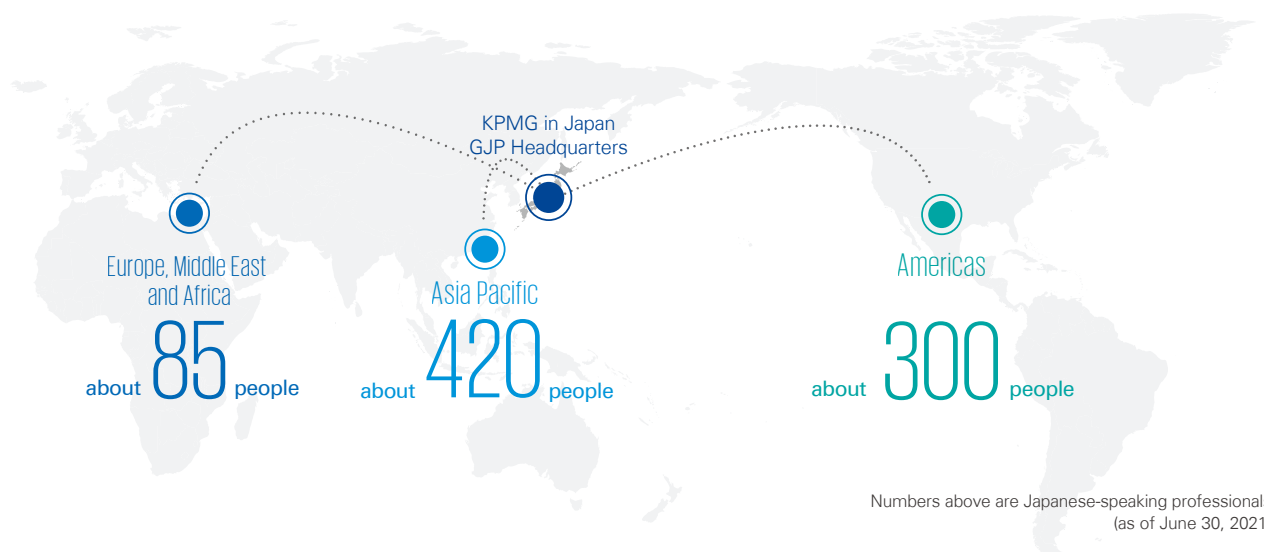 KPMG in Japan
GJP Headquarters
Europe, Middle East
and Africa
about 85 people
Asia Pacific
about 420 people
Americas
about 300 people
Numbers above are Japanese-speaking professional
(as of June 30, 2021